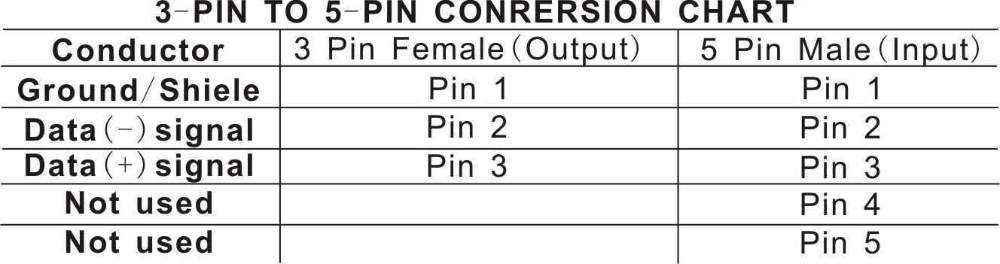 3-PIN TO 5-PIN CONRERSION CHART
Conductor 3 Pin Female(Output) 5 Pin Male(Input)
Ground/Shiele Pin 1 Pin 1
Data(-)signal Pin 2 Pin 2
Data(+)signal Pin 3 Pin 3
Not used Pin 4
Not used Pin 5